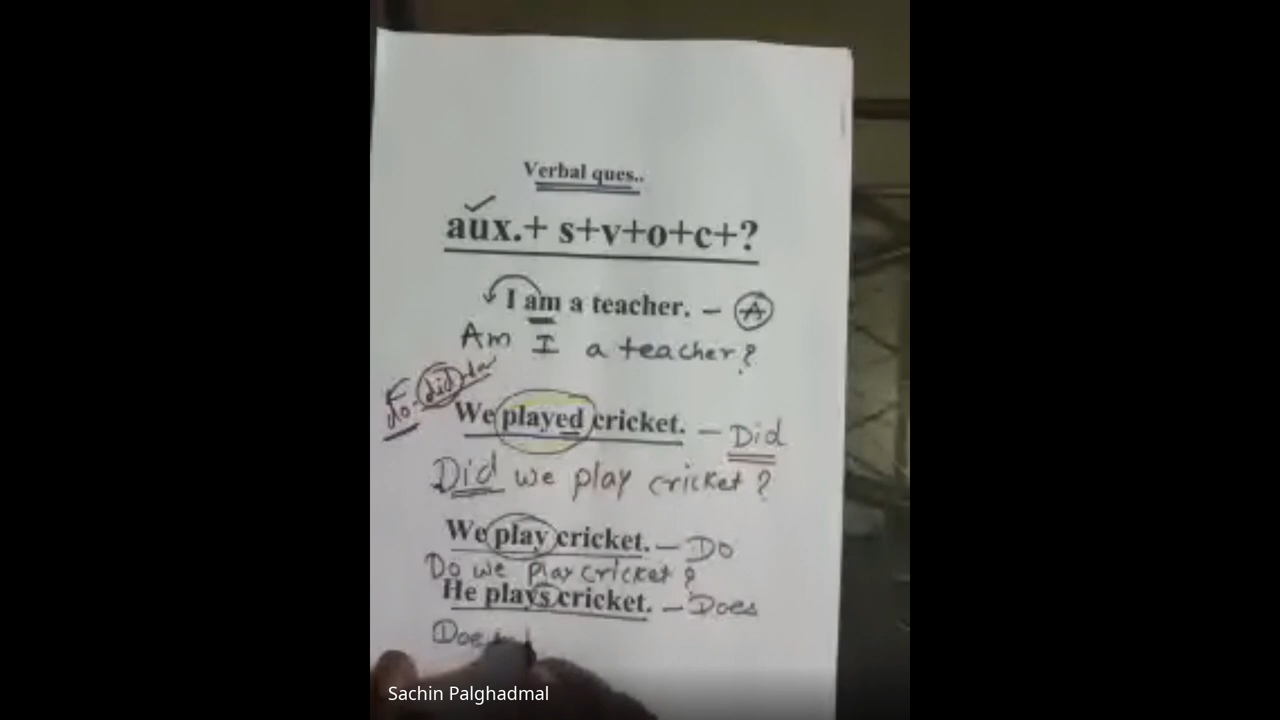 Verbal ques..
aux.+ s+v+o+c+?
I am a teacher. – A
Am I a teacher?
do - did -
We played cricket. – Did
Did we play cricket?
We play cricket. – Do
Do we play cricket?
He plays cricket. – Does
Doe
Sachin Palghadmal